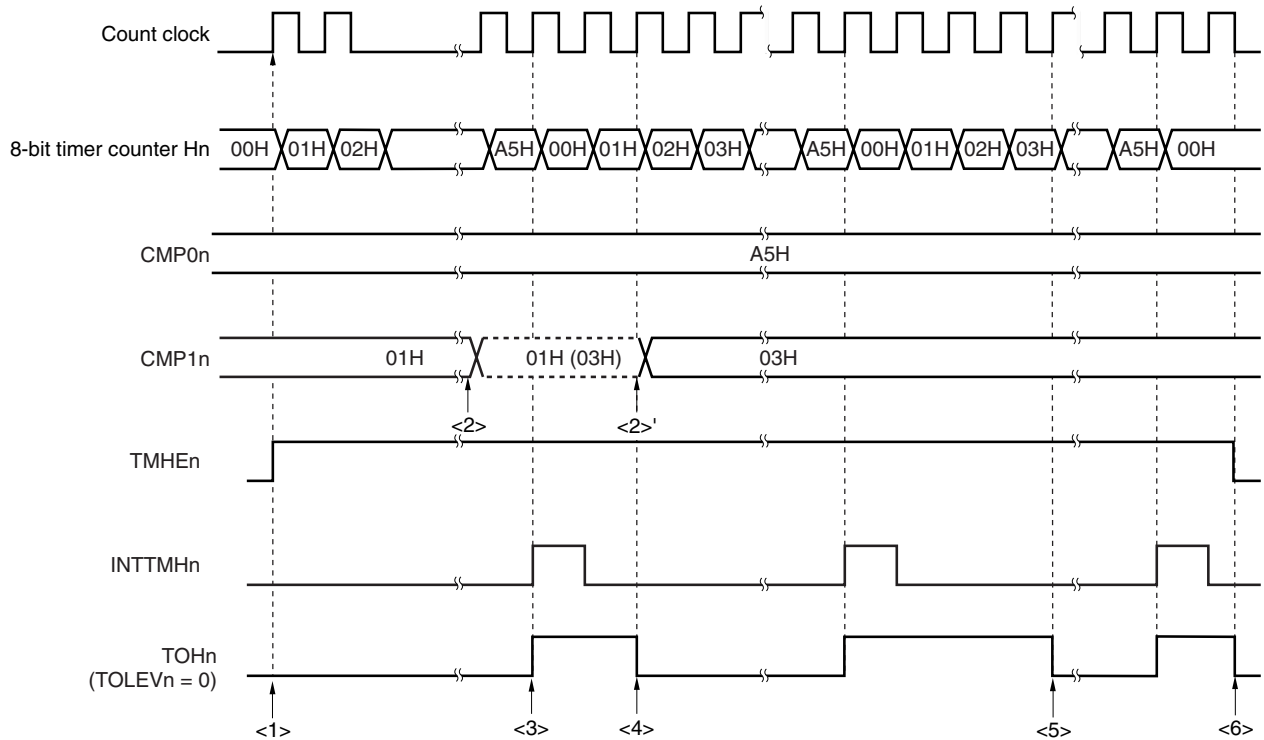 Count clock
8-bit timer counter Hn
00H 01H 02H A5H 00H 01H 02H 03H A5H 00H 01H 02H 03H A5H 00H
CMP0n
A5H
CMP1n
01H 01H (03H) 03H
<2> <2>'
TMHEn
INTTMHn
TOHn
(TOLEVn = 0)
<1> <3> <4> <5> <6>